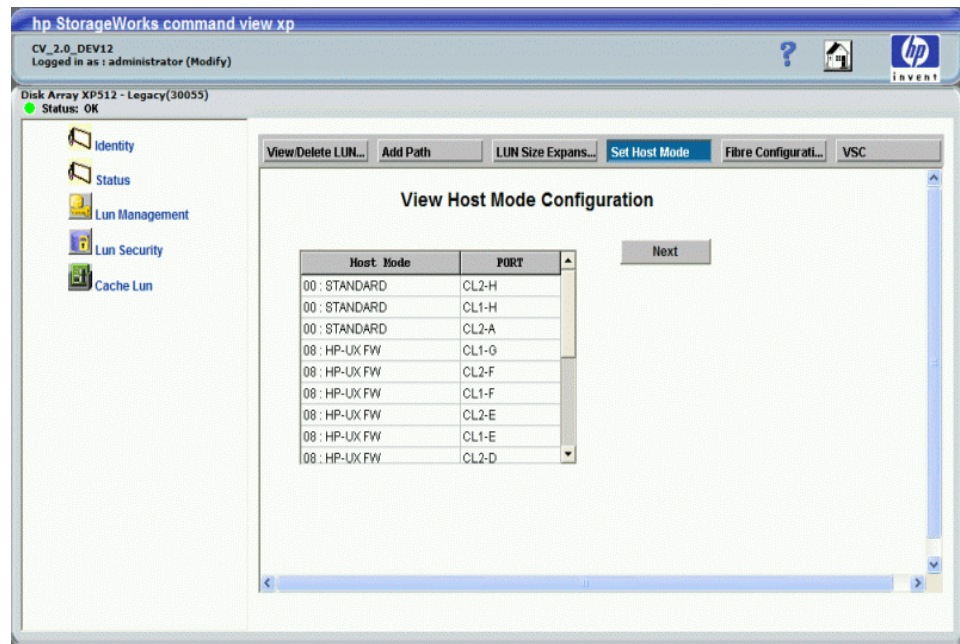 hp StorageWorks command view xp
CV_2.0_DEV12
Logged in as : administrator (Modify)
?
hp
invent
Disk Array XP512 - Legacy(30055)
Status: OK
Identity
Status
Lun Management
Lun Security
Cache Lun
View/Delete LUN... Add Path LUN Size Expans... Set Host Mode Fibre Configurati... VSC
View Host Mode Configuration
Next
Host Mode PORT
00 : STANDARD CL2-H
00 : STANDARD CL1-H
00 : STANDARD CL2-A
08 : HP-UX FW CL1-G
08 : HP-UX FW CL2-F
08 : HP-UX FW CL1-F
08 : HP-UX FW CL2-E
08 : HP-UX FW CL1-E
08 : HP-UX FW CL2-D